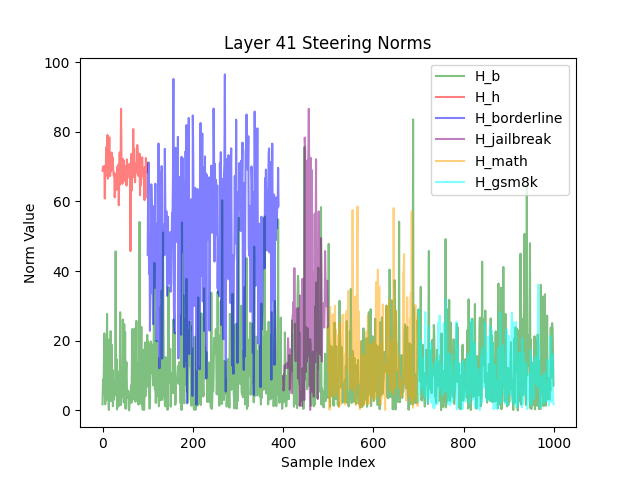 Layer 41 Steering Norms
Norm Value
100
80
60
40
20
0
H_b
H_h
H_borderline
H_jailbreak
H_math
H_gsm8k
0
200
400
600
800
1000
Sample Index